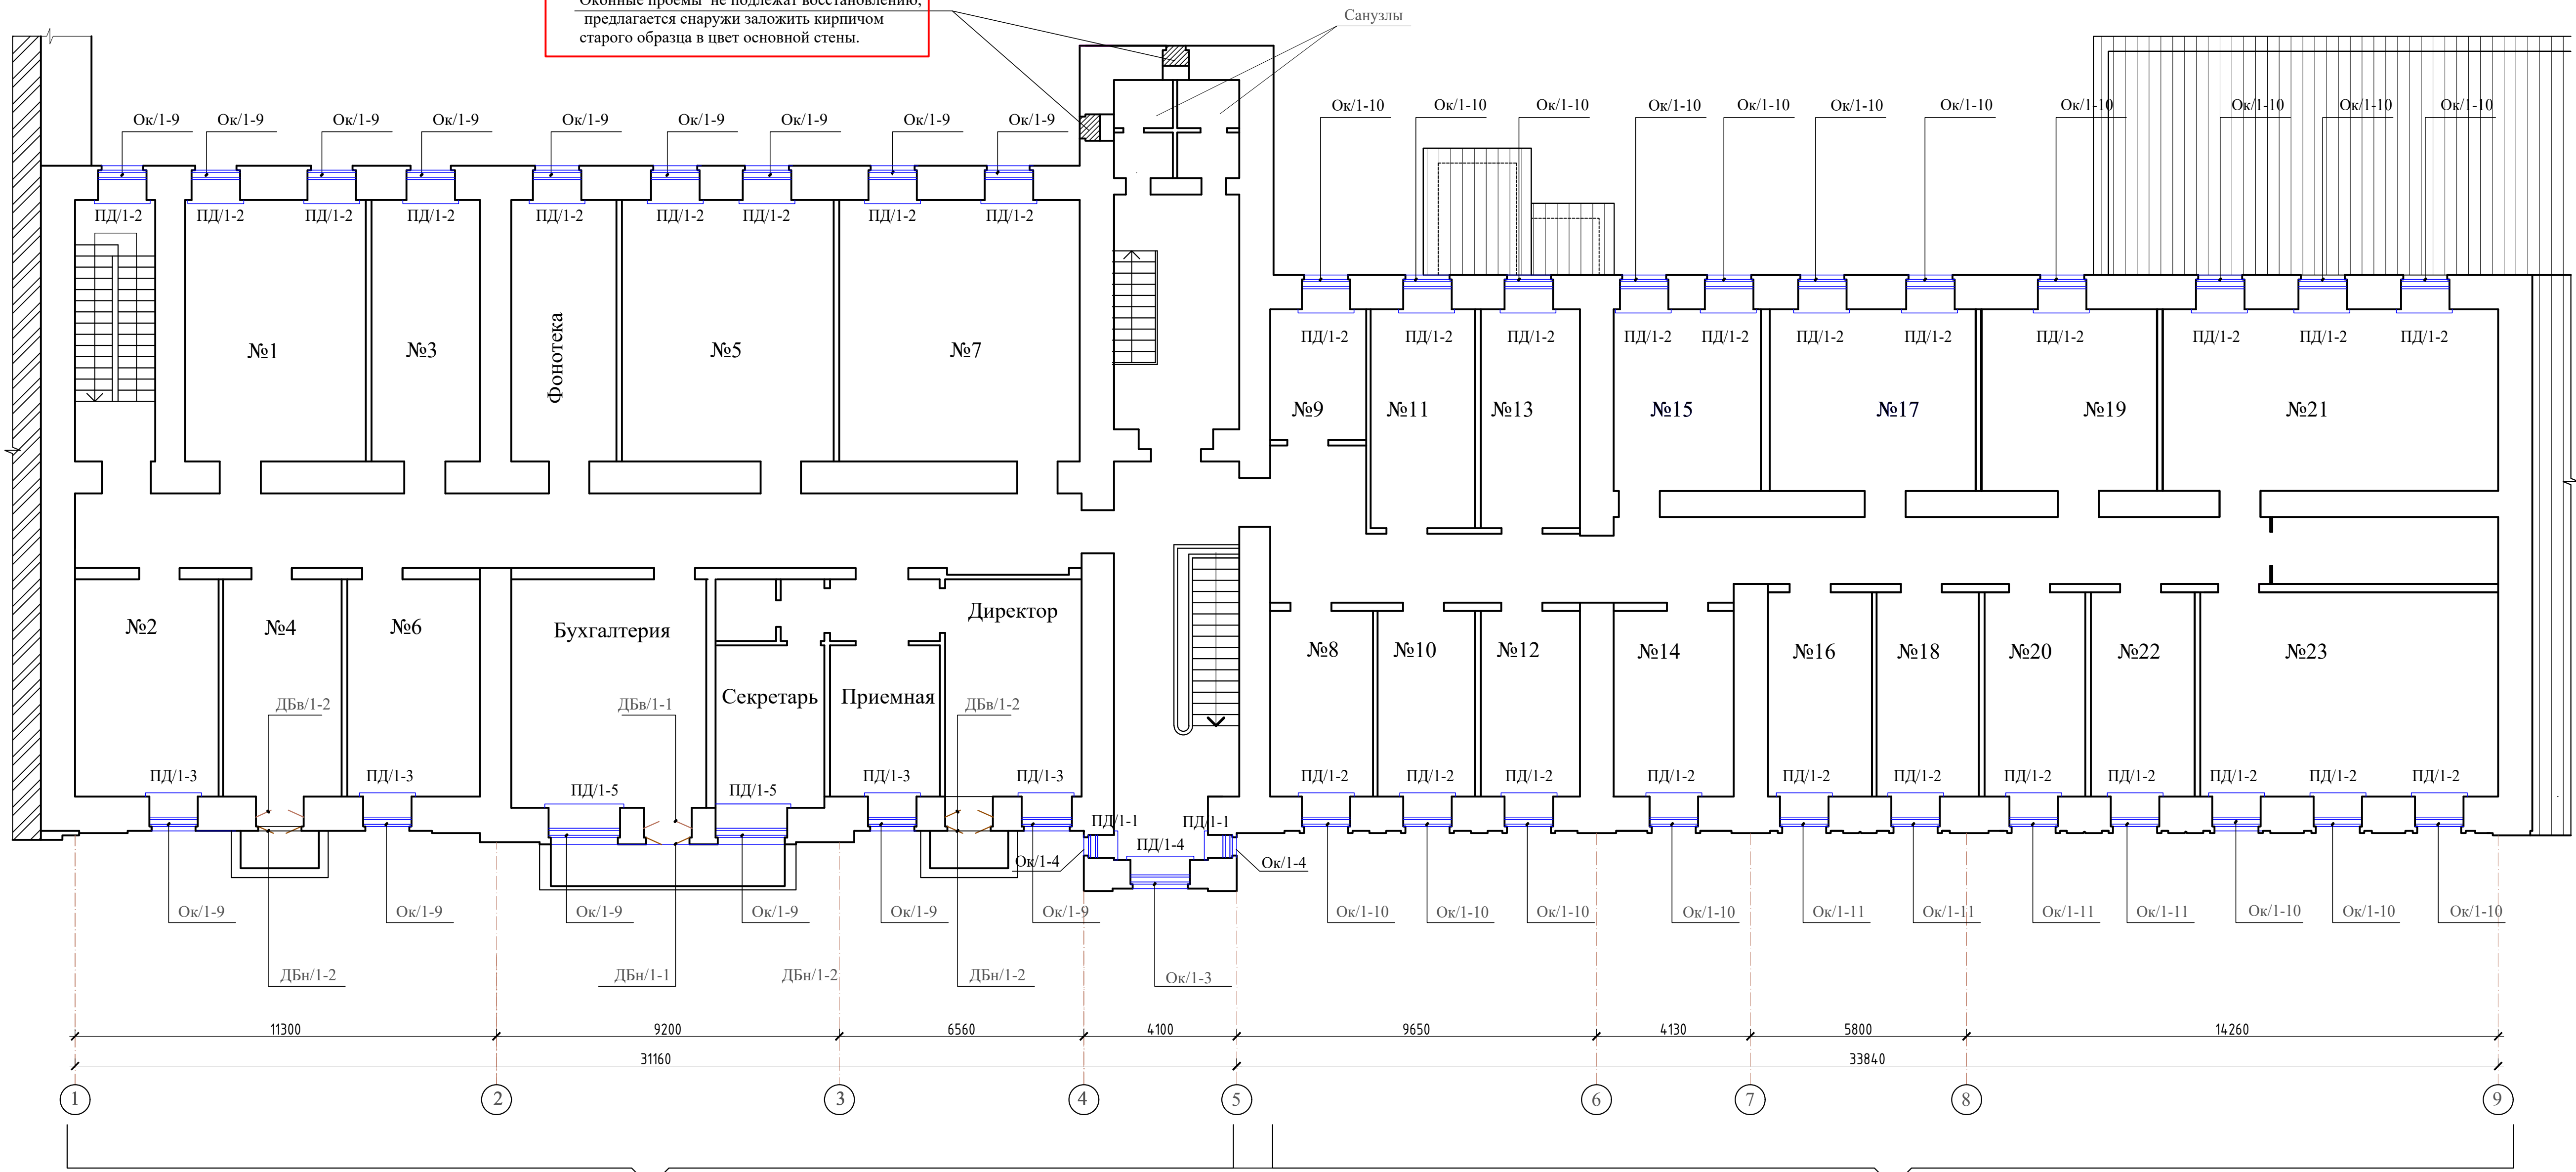 Оконные проемы не подлежат восстановлению,
предлагается снаружи заложить кирпичом
старого образца в цвет основной стены.
Санузлы
Ок/1-9 Ок/1-9 Ок/1-9 Ок/1-9 Ок/1-9 Ок/1-9 Ок/1-9 Ок/1-9 Ок/1-9
Ок/1-10 Ок/1-10 Ок/1-10 Ок/1-10 Ок/1-10 Ок/1-10 Ок/1-10 Ок/1-10 Ок/1-10 Ок/1-10 Ок/1-10
ПД/1-2 ПД/1-2 ПД/1-2 ПД/1-2 ПД/1-2 ПД/1-2 ПД/1-2 ПД/1-2 ПД/1-2
ПД/1-2 ПД/1-2 ПД/1-2 ПД/1-2 ПД/1-2 ПД/1-2 ПД/1-2 ПД/1-2 ПД/1-2 ПД/1-2 ПД/1-2
№1 №3 Фонотека №5 №7
№9 №11 №13 №15 №17 №19 №21
№2 №4 №6 Бухгалтерия Директор
№8 №10 №12 №14 №16 №18 №20 №22 №23
Секретарь Приемная
ДБв/1-2 ДБв/1-1 ДБв/1-2
ПД/1-3 ПД/1-3 ПД/1-5 ПД/1-5 ПД/1-3 ПД/1-3
ПД/1-2 ПД/1-2 ПД/1-2 ПД/1-2 ПД/1-2 ПД/1-2 ПД/1-2 ПД/1-2 ПД/1-2 ПД/1-2 ПД/1-2
ПД/1-1 ПД/1-1
ПД/1-4
Ок/1-4 Ок/1-4
Ок/1-9 Ок/1-9 Ок/1-9 Ок/1-9 Ок/1-9 Ок/1-9
Ок/1-10 Ок/1-10 Ок/1-10 Ок/1-10 Ок/1-11 Ок/1-11 Ок/1-11 Ок/1-11 Ок/1-10 Ок/1-10 Ок/1-10
ДБн/1-2 ДБн/1-1 ДБн/1-2 ДБн/1-2 Ок/1-3
11300 9200 6560 4100 9650 4130 5800 14260
31160 33840
1 2 3 4 5 6 7 8 9